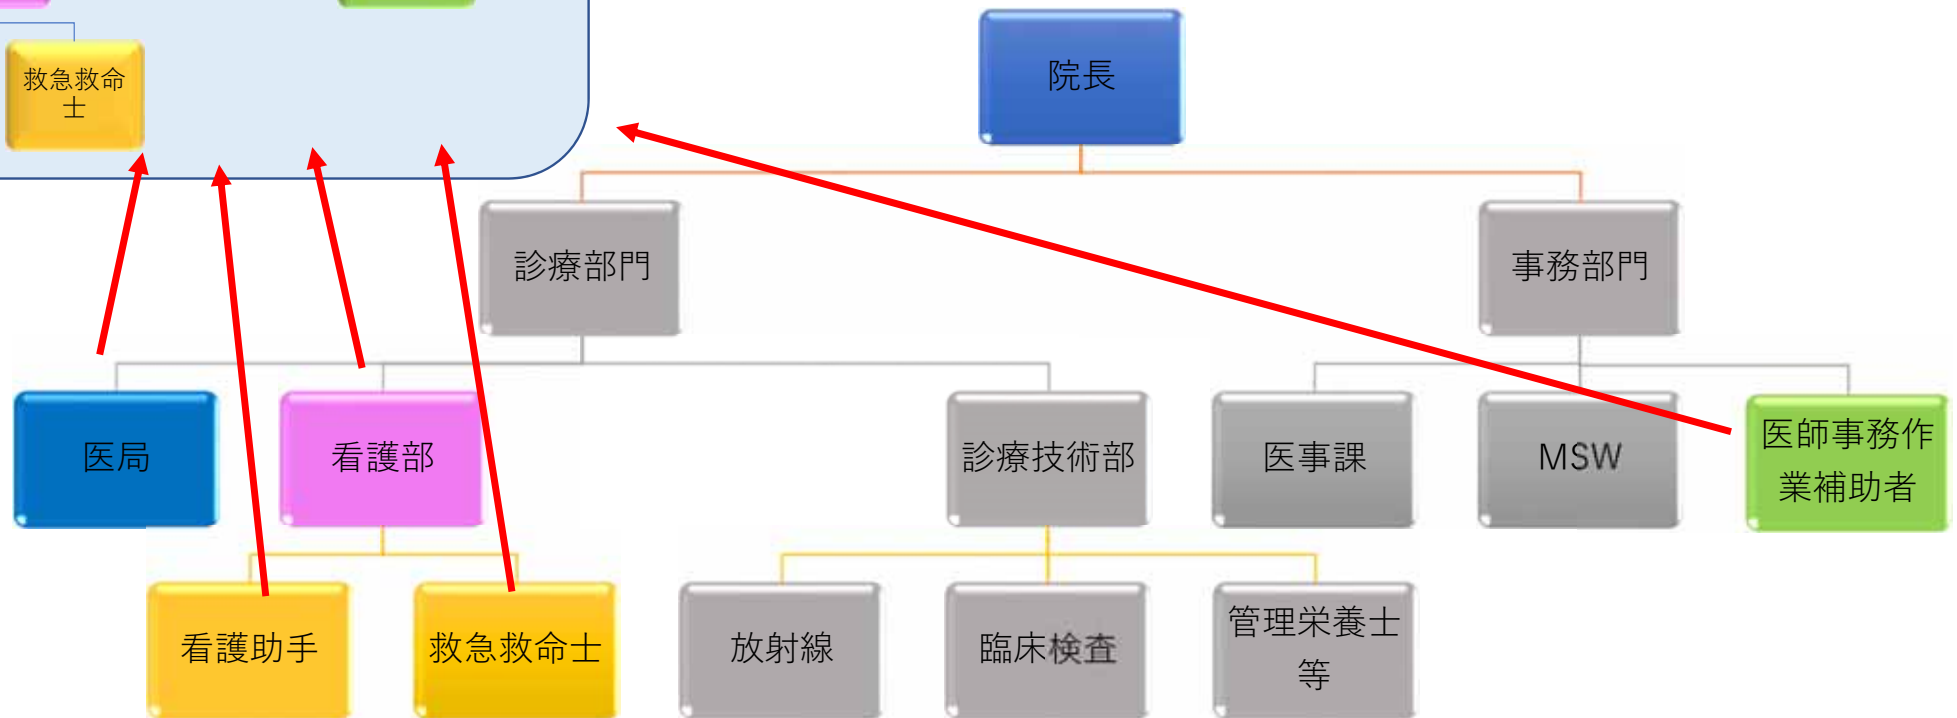 救急救命
士
院長
診療部門
事務部門
医局
看護部
診療技術部
医事課
MSW
医師事務作
業補助者
看護助手
救急救命士
放射線
臨床検査
管理栄養士
等